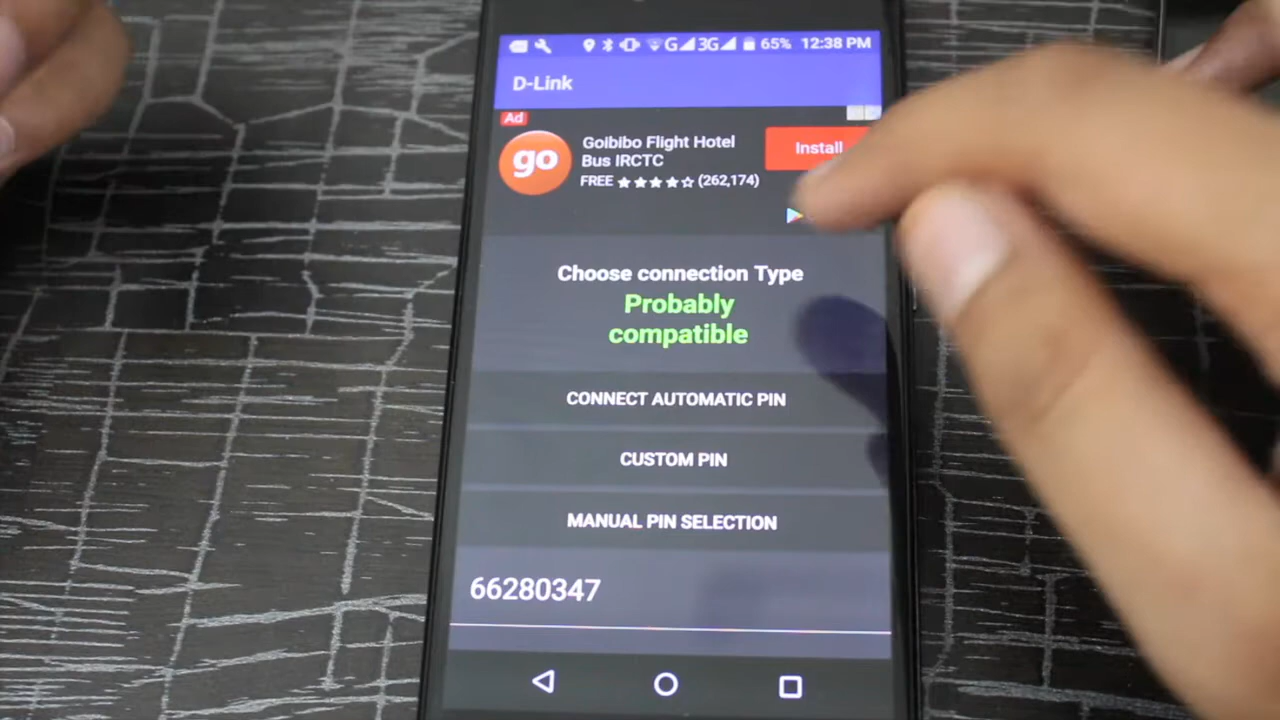 G 3G 65% 12:38 PM
D-Link
Ad
go
Goibibo Flight Hotel
Bus IRCTC
Install
FREE ★★★★☆ (262,174)
Choose connection Type
Probably
compatible
CONNECT AUTOMATIC PIN
CUSTOM PIN
MANUAL PIN SELECTION
66280347